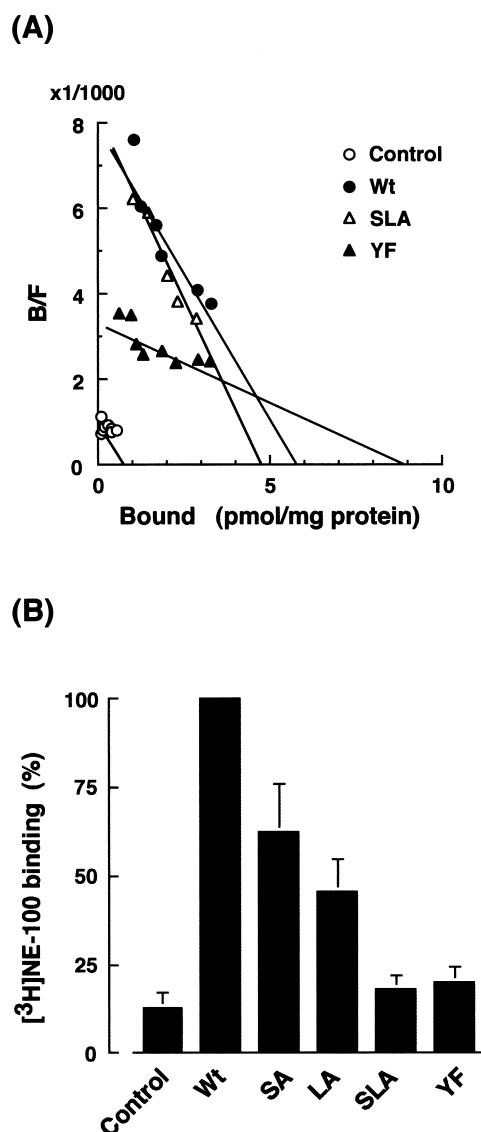 (A)
x1/1000
8
6
4
2
0
B/F
0
5
10
Bound (pmol/mg protein)
Control
Wt
SLA
YF
(B)
100
75
50
25
0
[³H]NE-100 binding (%)
Control
Wt
SA
LA
SLA
YF